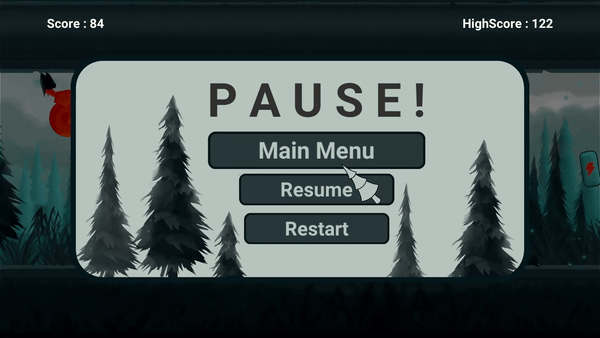 Score : 84
HighScore : 122
PAUSE!
Main Menu
Resume
Restart